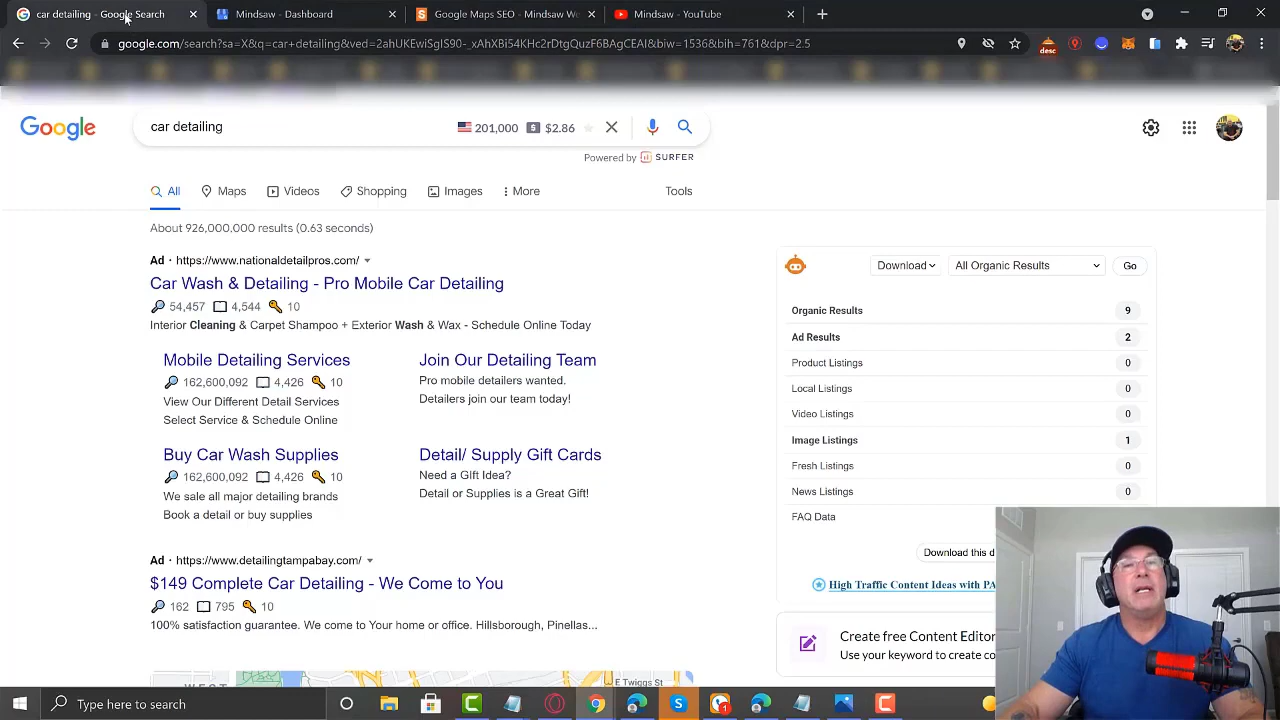 car detailing - Google Search
Mindsaw - Dashboard
Google Maps SEO - Mindsaw W
Mindsaw - YouTube
google.com/search?sa=X&q=car+detailing&ved=2ahUKEwiSgIS90-_xAhXBi54KHc2rDtgQuzF6BAgCEAI&biw=1536&bih=761&dpr=2.5
desc
Google
car detailing
201,000
$2.86
Powered by SURFER
All
Maps
Videos
Shopping
Images
More
Tools
About 926,000,000 results (0.63 seconds)
Ad · https://www.nationaldetailpros.com/
Car Wash & Detailing - Pro Mobile Car Detailing
54,457 4,544 10
Interior Cleaning & Carpet Shampoo + Exterior Wash & Wax - Schedule Online Today
Mobile Detailing Services
162,600,092 4,426 10
View Our Different Detail Services
Select Service & Schedule Online
Join Our Detailing Team
Pro mobile detailers wanted.
Detailers join our team today!
Buy Car Wash Supplies
162,600,092 4,426 10
We sale all major detailing brands
Book a detail or buy supplies
Detail/ Supply Gift Cards
Need a Gift Idea?
Detail or Supplies is a Great Gift!
Ad · https://www.detailingtampabay.com/
$149 Complete Car Detailing - We Come to You
162 795 10
100% satisfaction guarantee. We come to Your home or office. Hillsborough, Pinellas...
E Twiggs St
Download
All Organic Results
Go
Organic Results 9
Ad Results 2
Product Listings 0
Local Listings 0
Video Listings 0
Image Listings 1
Fresh Listings 0
News Listings 0
FAQ Data
Download this d
High Traffic Content Ideas with PA
Create free Content Editor
Use your keyword to create co
Type here to search